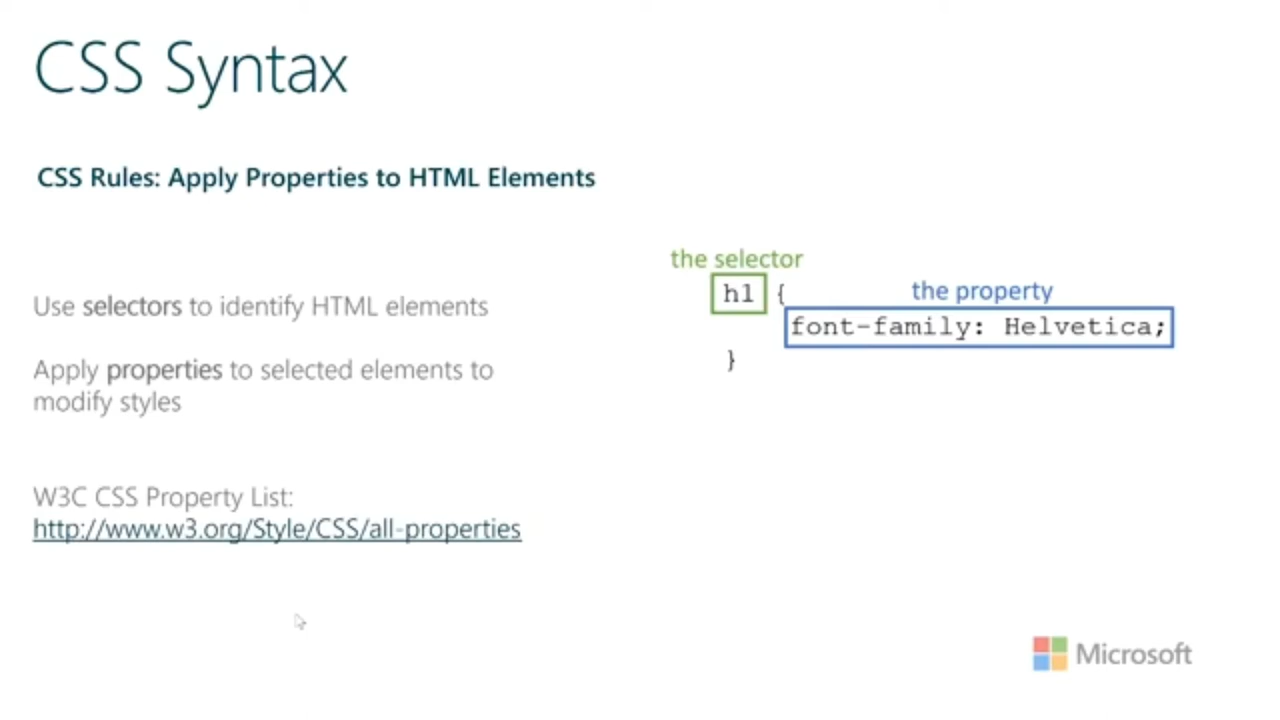 CSS Syntax
CSS Rules: Apply Properties to HTML Elements
Use selectors to identify HTML elements
Apply properties to selected elements to
modify styles
W3C CSS Property List:
http://www.w3.org/Style/CSS/all-properties
the selector
h1 {
the property
font-family: Helvetica;
}
Microsoft